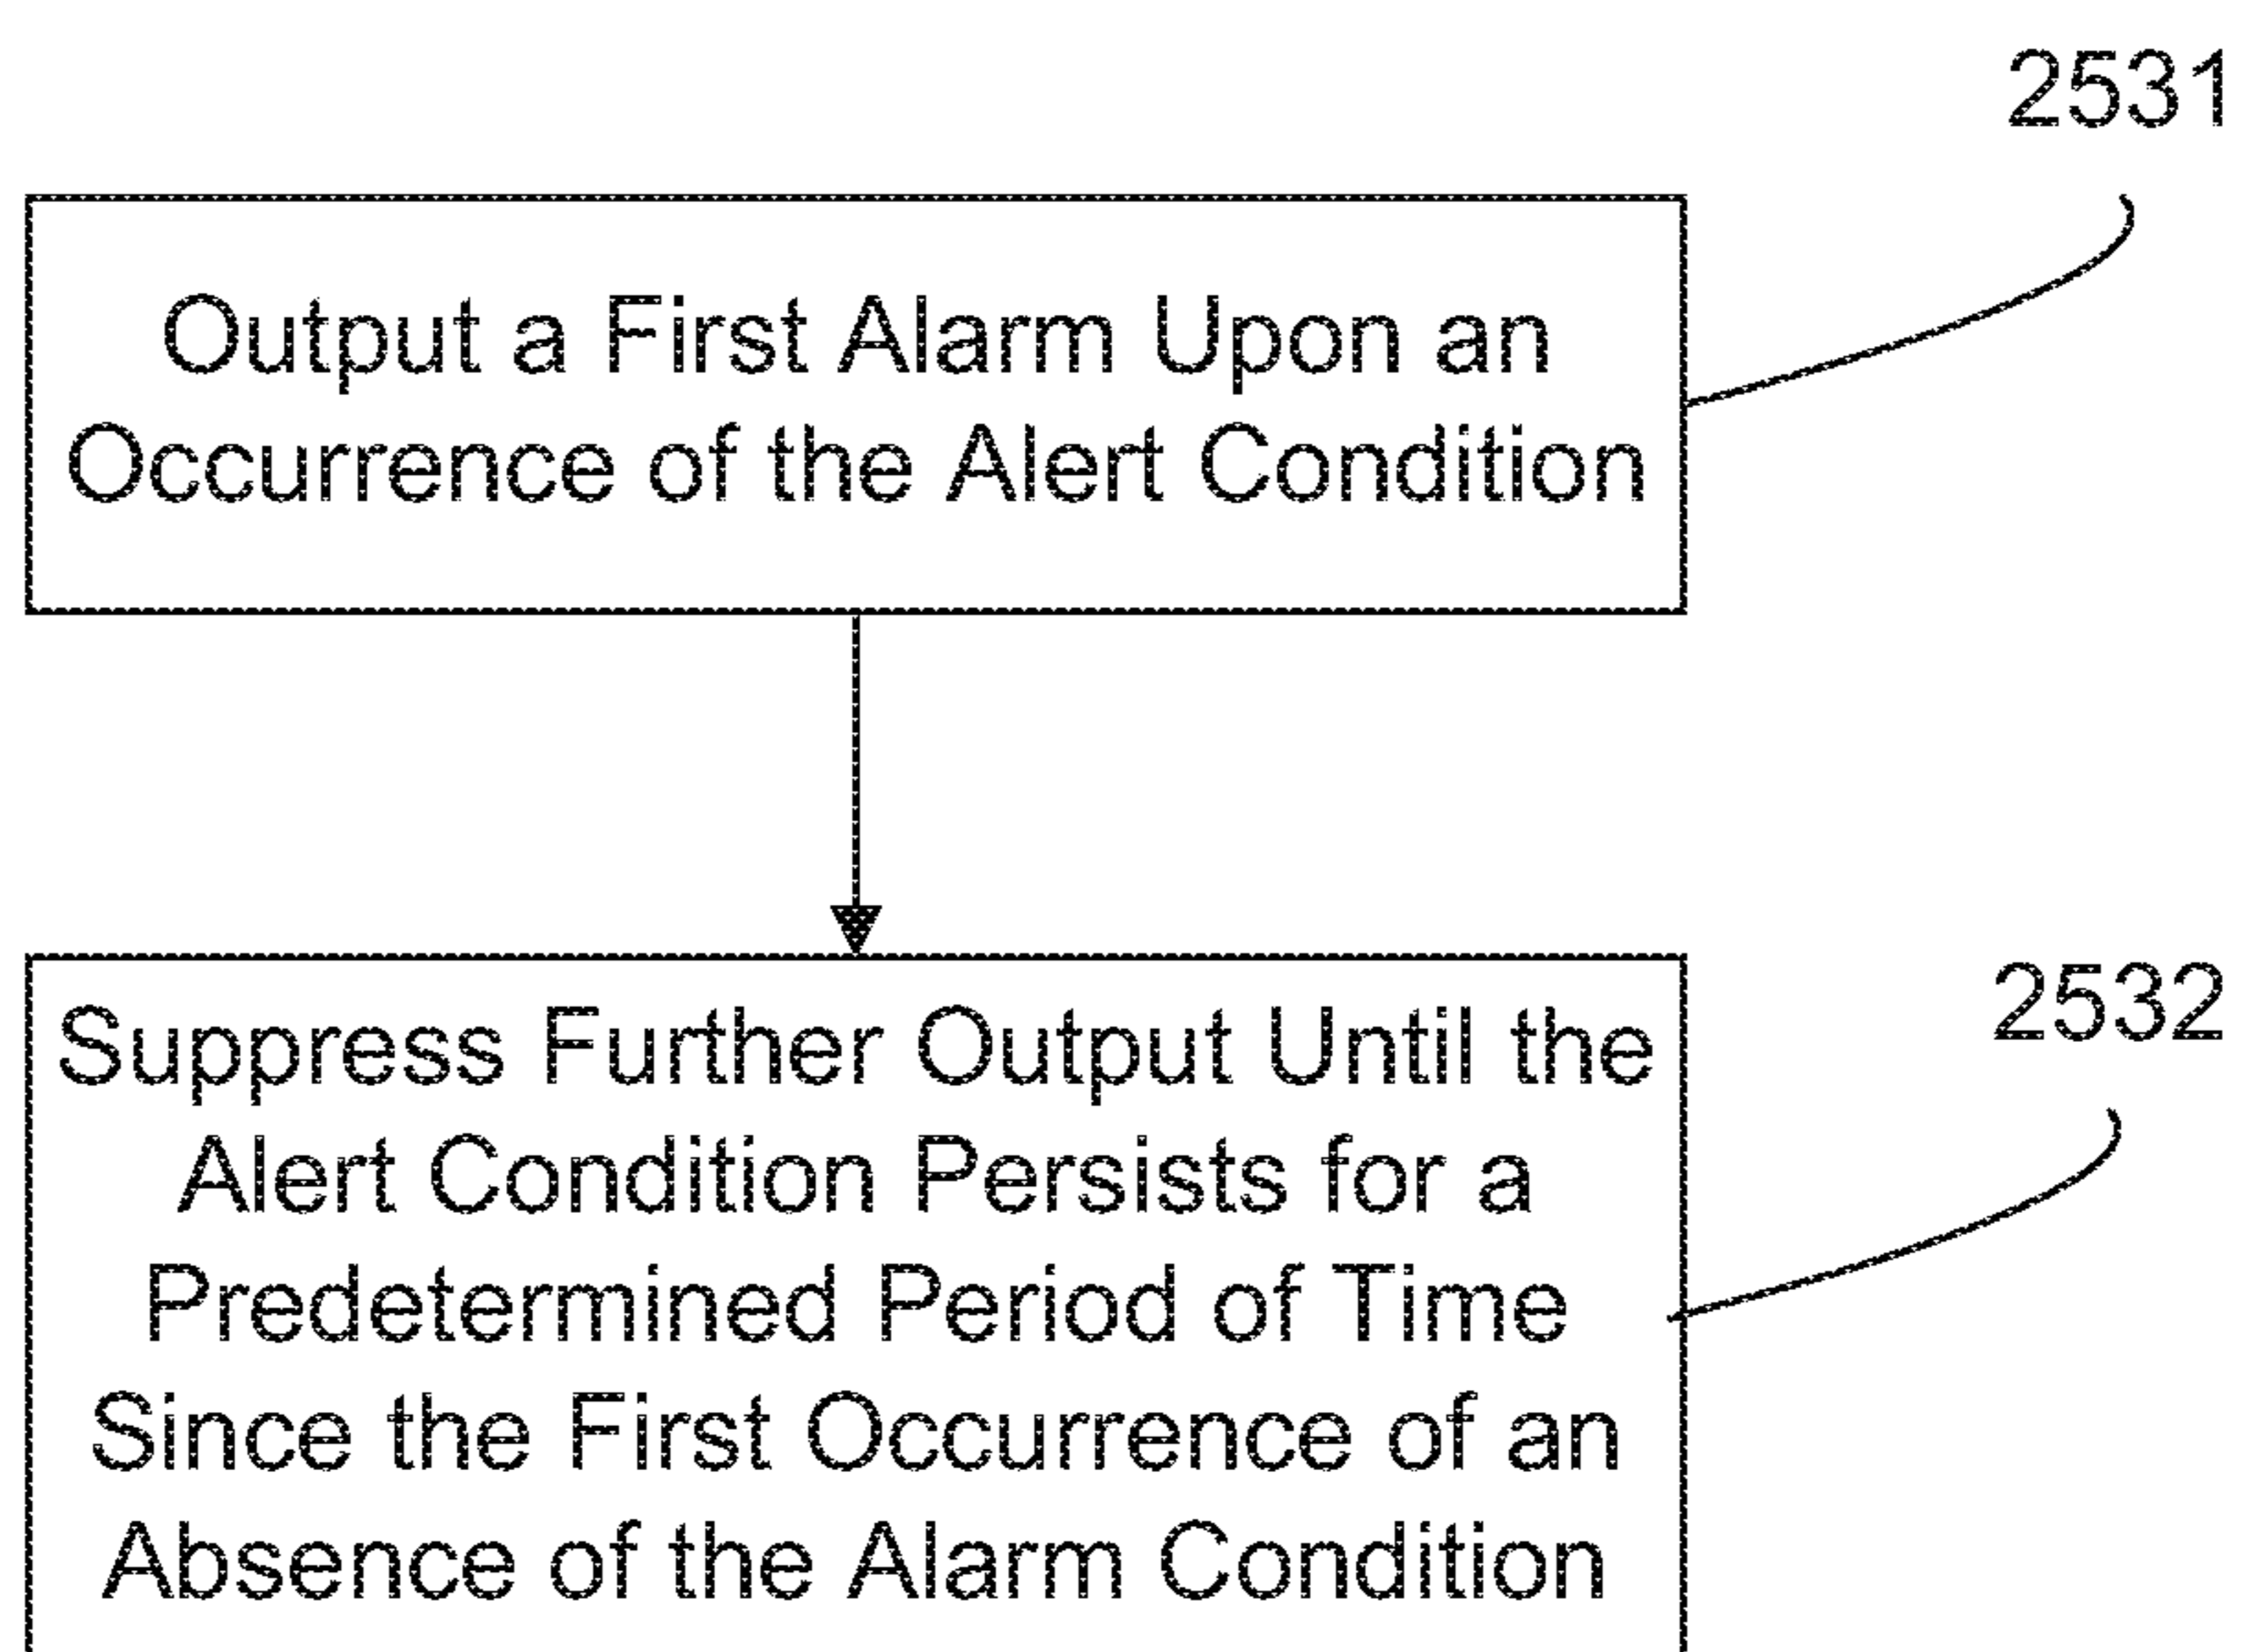 2531
Output a First Alarm Upon an
Occurrence of the Alert Condition
2532
Suppress Further Output Until the
Alert Condition Persists for a
Predetermined Period of Time
Since the First Occurrence of an
Absence of the Alarm Condition